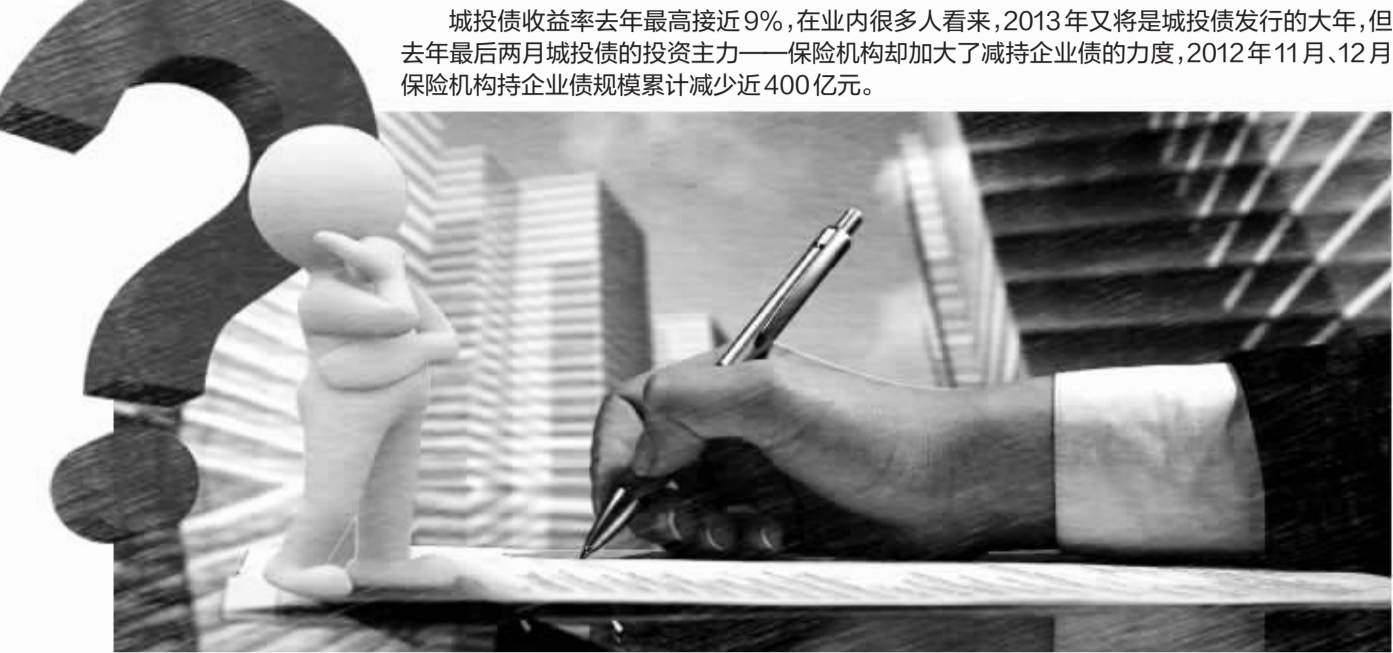 城投债收益率去年最高接近9%,在业内很多人看来,2013年又将是城投债发行的大年,但
去年最后两月城投债的投资主力——保险机构却加大了减持企业债的力度,2012年11月、12月
保险机构持企业债规模累计减少近400亿元。